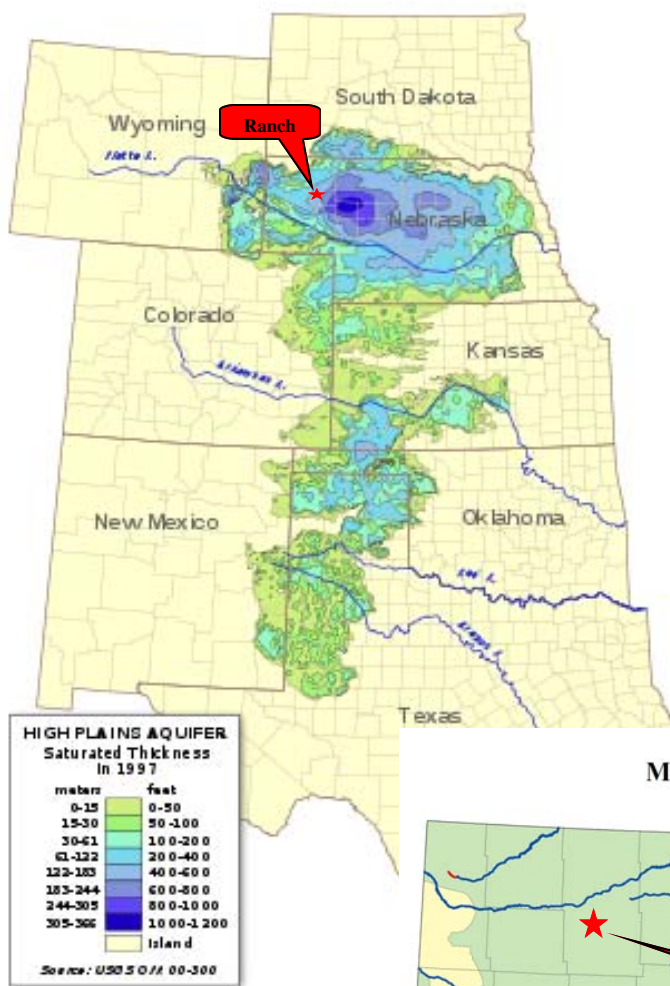 South Dakota
Wyoming
Ranch
Platte R.
Nebraska
Colorado
Kansas
Arkansas R.
New Mexico
Oklahoma
Red R.
Brazos R.
Texas
HIGH PLAINS AQUIFER
Saturated Thickness
in 1997
meters feet
0-15 0-50
15-30 50-100
30-61 100-200
61-122 200-400
122-183 400-600
183-244 600-800
244-305 800-1000
305-366 1000-1200
Island
Source: USGS OFR 00-300
M